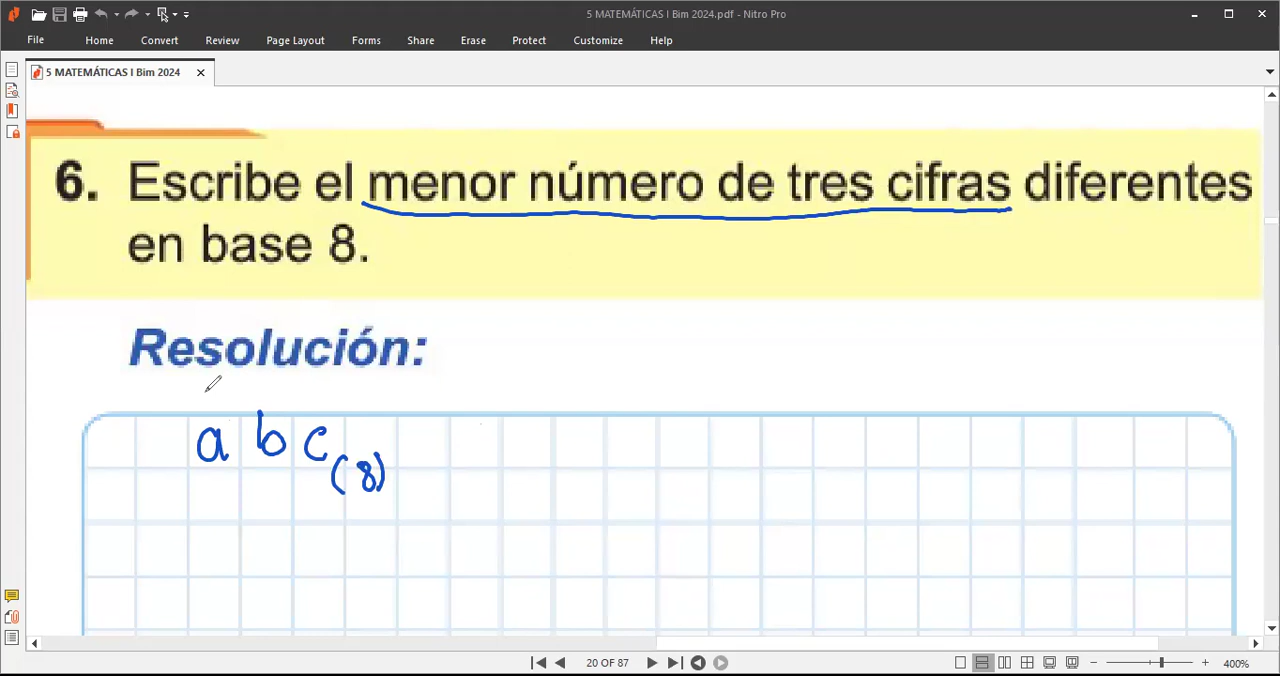 5 MATEMÁTICAS I Bim 2024.pdf - Nitro Pro
File Home Convert Review Page Layout Forms Share Erase Protect Customize Help
5 MATEMÁTICAS I Bim 2024
6. Escribe el menor número de tres cifras diferentes
en base 8.
Resolución:
a b c (8)
20 OF 87
400%